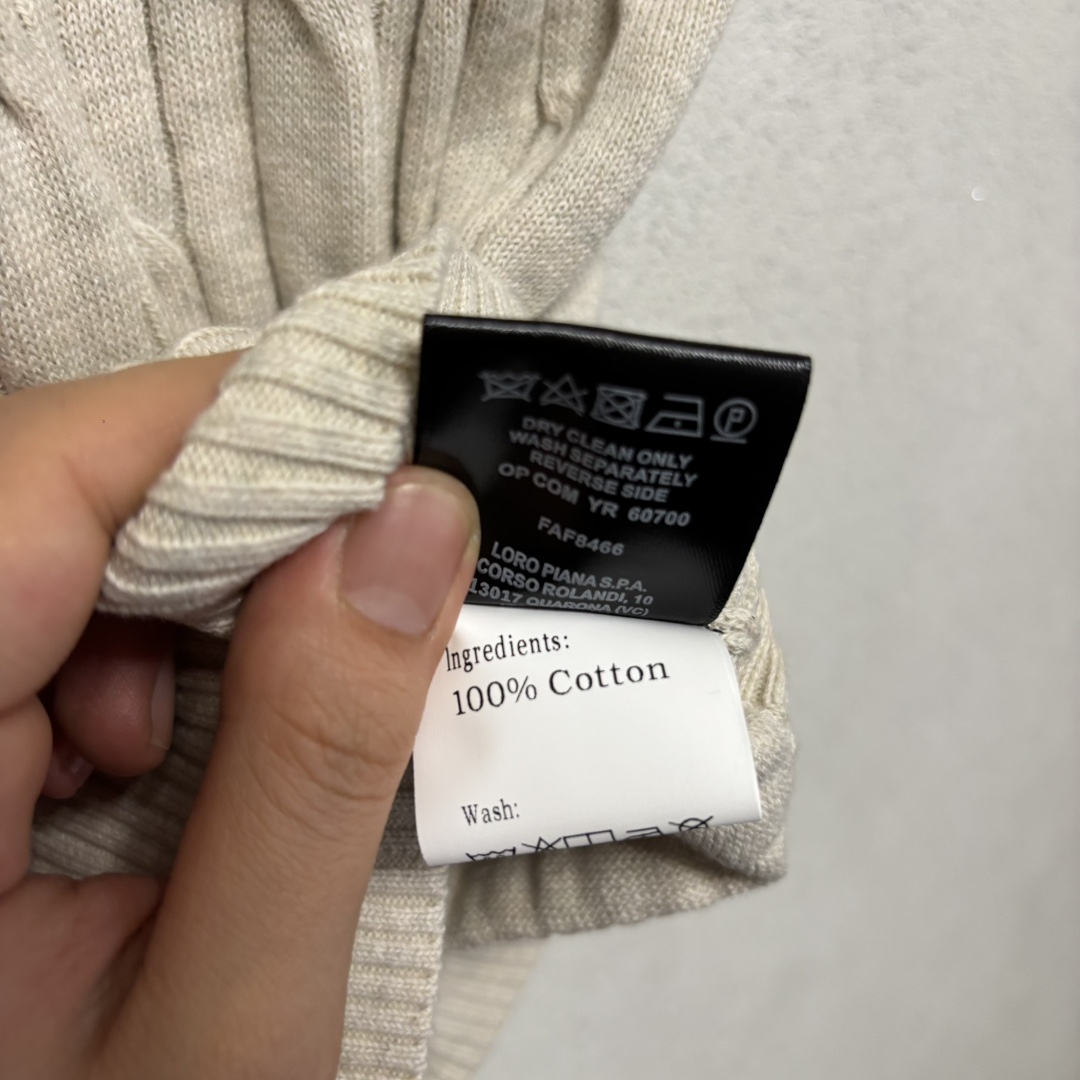 P
DRY CLEAN ONLY
WASH SEPARATELY
REVERSE SIDE
OP COM YR 60700
FAF8466
LORO PIANA S.P.A.
CORSO ROLANDI, 10
13017 QUARONA (VC)
Ingredients:
100% Cotton
Wash: